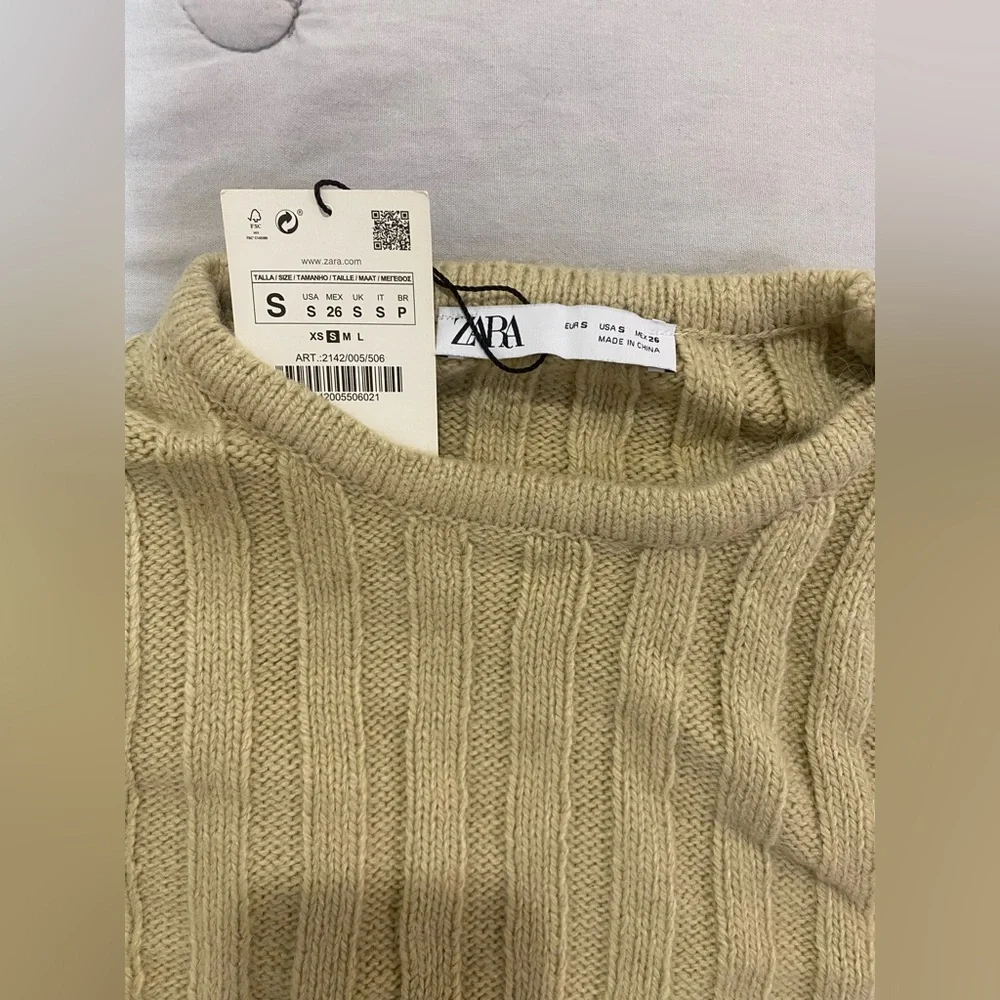 FSC
®
www.zara.com
TALLA / SIZE / TAMANHO / TAILLE / MAAT / ΜΕΓΕΘΟΣ
S USA S MEX 26 UK S IT S BR P
XS S M L
ART.:2142/005/506
2005506021
ZARA
EUR S USA S MEX 26
MADE IN CHINA